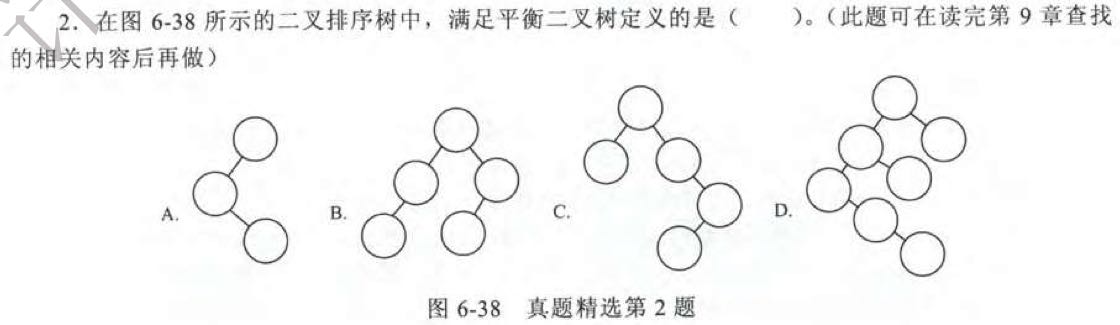 2. 在图 6-38 所示的二叉排序树中，满足平衡二叉树定义的是（　　）。（此题可在读完第 9 章查找
的相关内容后再做）
A.
B.
C.
D.
图 6-38 真题精选第 2 题